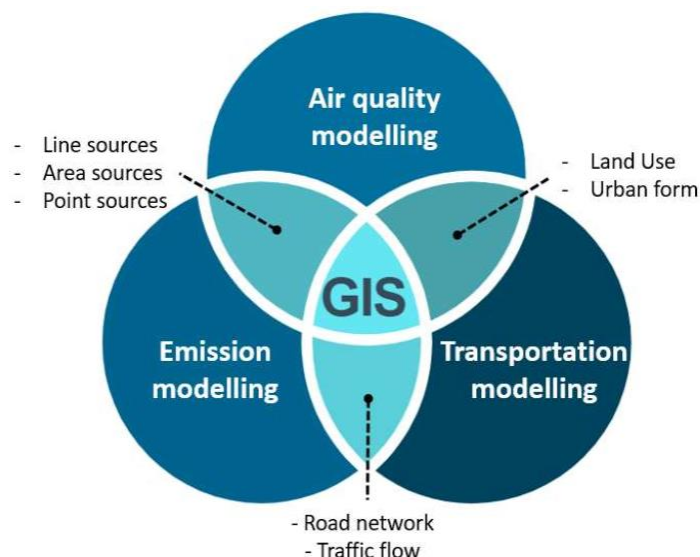 Air quality
modelling
- Line sources
- Area sources
- Point sources
- Land Use
- Urban form
GIS
Emission
modelling
Transportation
modelling
- Road network
- Traffic flow